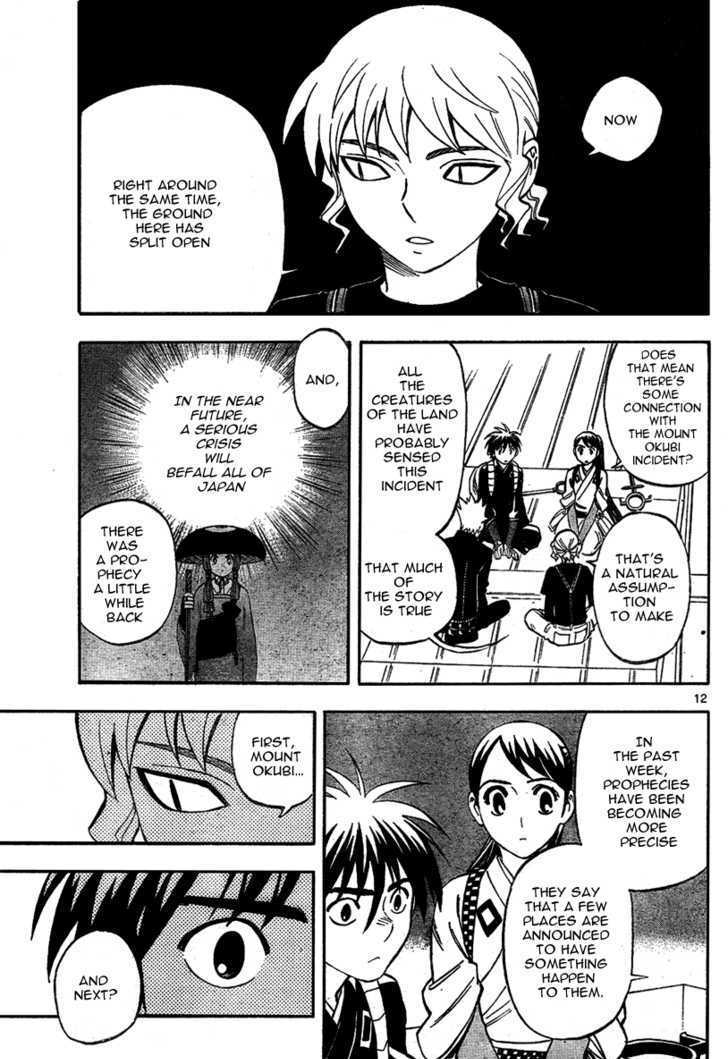 NOW
RIGHT AROUND
THE SAME TIME,
THE GROUND
HERE HAS
SPLIT OPEN
DOES
THAT MEAN
THERE'S
SOME
CONNECTION
WITH
THE MOUNT
OKUBI
INCIDENT?
THAT'S
A NATURAL
ASSUMP-
TION
TO MAKE
ALL
THE
CREATURES
OF THE LAND
HAVE
PROBABLY
SENSED
THIS
INCIDENT
THAT MUCH
OF
THE STORY
IS TRUE
AND,
IN THE NEAR
FUTURE,
A SERIOUS
CRISIS
WILL
BEFALL ALL OF
JAPAN
THERE
WAS
A PRO-
PHECY
A LITTLE
WHILE
BACK
12
IN
THE PAST
WEEK,
PROPHECIES
HAVE BEEN
BECOMING
MORE
PRECISE
THEY SAY
THAT A FEW
PLACES ARE
ANNOUNCED
TO HAVE
SOMETHING
HAPPEN
TO THEM.
FIRST,
MOUNT
OKUBI...
AND
NEXT?